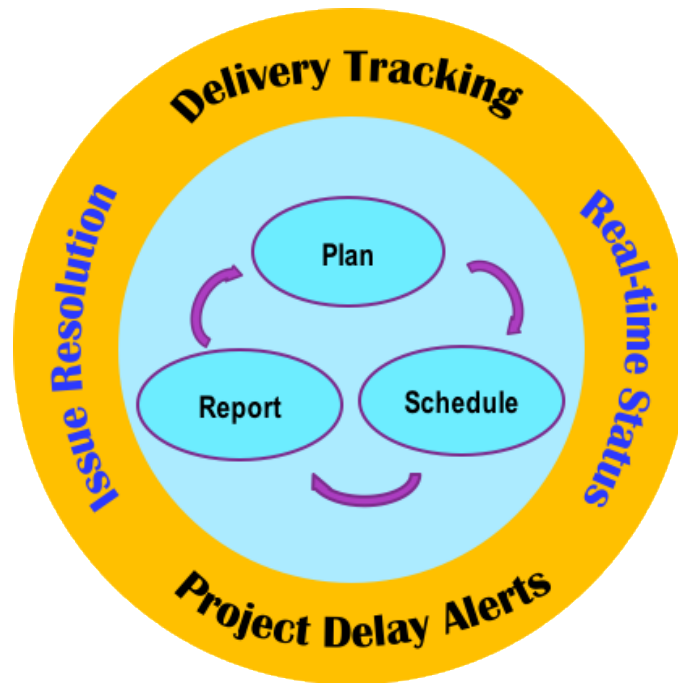 Delivery Tracking
Issue Resolution
Real-time Status
Plan
Report
Schedule
Project Delay Alerts